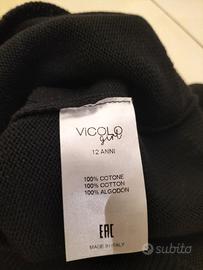 ViCOLO
girl
12 ANNI
100% COTONE
100% COTTON
100% ALGODON
EAC
MADE IN ITALY
subito